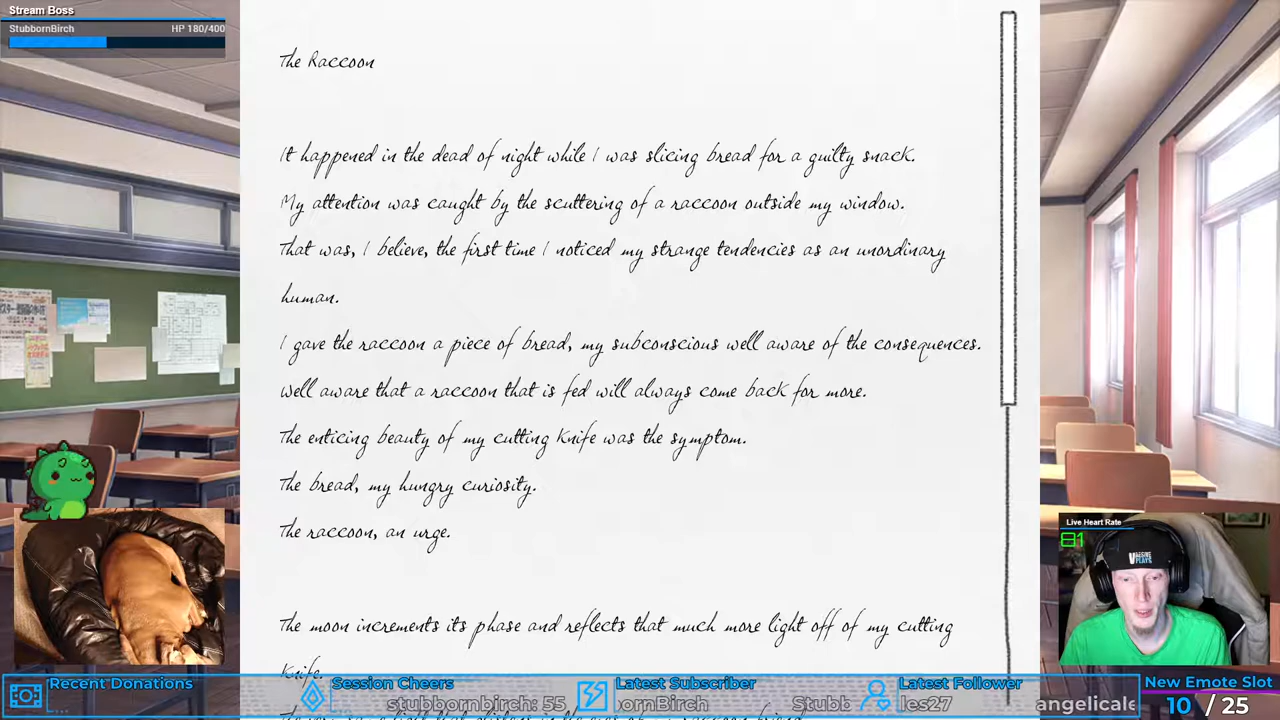 Stream Boss
StubbornBirch HP 180/400
The Raccoon
It happened in the dead of night while I was slicing bread for a guilty snack.
My attention was caught by the scuttering of a raccoon outside my window.
That was, I believe, the first time I noticed my strange tendencies as an unordinary
human.
I gave the raccoon a piece of bread, my subconscious well aware of the consequences.
Well aware that a raccoon that is fed will always come back for more.
The enticing beauty of my cutting knife was the symptom.
The bread, my hungry curiosity.
The raccoon, an urge.
The moon increments its phase and reflects that much more light off of my cutting
knife.
Live Heart Rate
81
PLAYS
Recent Donations
Session Cheers
stubbornbirch: 55
Latest Subscriber
ornBirch Stubb
Latest Follower
les27 angelicale
New Emote Slot
10 / 25